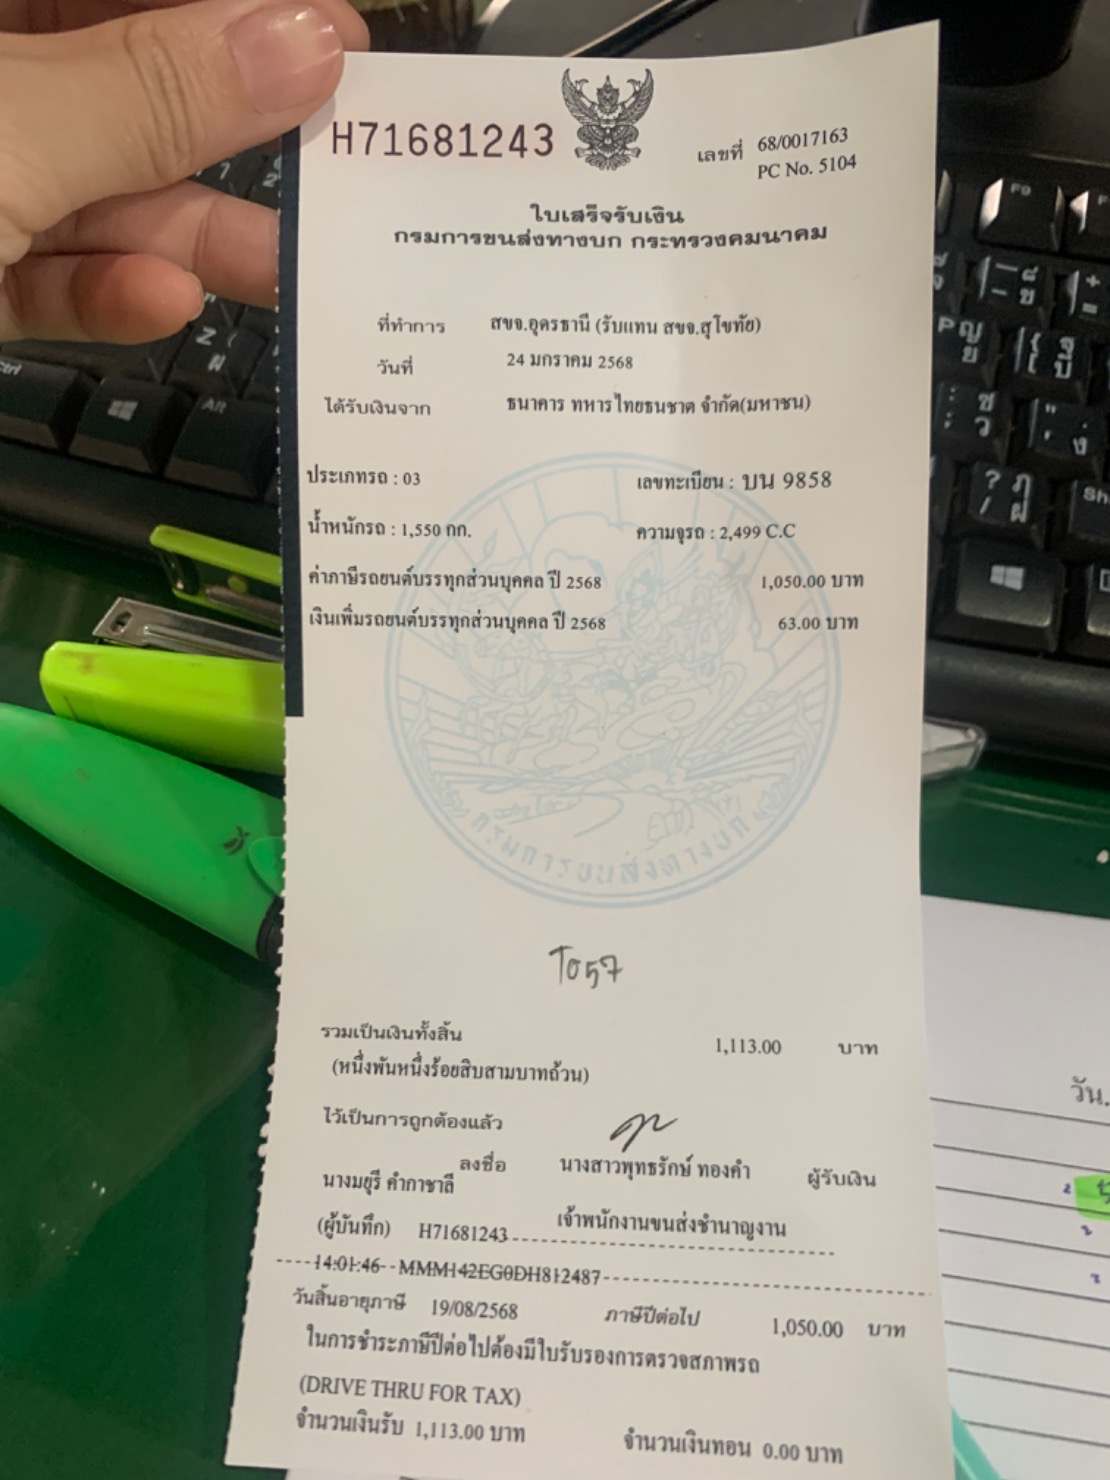 H71681243
เลขที่ 68/0017163
PC No. 5104
ใบเสร็จรับเงิน
กรมการขนส่งทางบก กระทรวงคมนาคม
ที่ทำการ สขจ.อุดรธานี (รับแทน สขจ.สุโขทัย)
วันที่ 24 มกราคม 2568
ได้รับเงินจาก ธนาคาร ทหารไทยธนชาต จำกัด(มหาชน)
ประเภทรถ : 03 เลขทะเบียน : บน 9858
น้ำหนักรถ : 1,550 กก. ความจุรถ : 2,499 C.C
ค่าภาษีรถยนต์บรรทุกส่วนบุคคล ปี 2568 1,050.00 บาท
เงินเพิ่มรถยนต์บรรทุกส่วนบุคคล ปี 2568 63.00 บาท
กรมการขนส่งทางบก
รวมเป็นเงินทั้งสิ้น 1,113.00 บาท
(หนึ่งพันหนึ่งร้อยสิบสามบาทถ้วน)
ไว้เป็นการถูกต้องแล้ว
ลงชื่อ นางสาวพุทธรักษ์ ทองคำ ผู้รับเงิน
นางมยุรี คำภาชาลี
(ผู้บันทึก) H71681243 เจ้าพนักงานขนส่งชำนาญงาน
14:01:46--MMM142EG0DH812487
วันสิ้นอายุภาษี 19/08/2568 ภาษีปีต่อไป 1,050.00 บาท
ในการชำระภาษีปีต่อไปต้องมีใบรับรองการตรวจสภาพรถ
(DRIVE THRU FOR TAX)
จำนวนเงินรับ 1,113.00 บาท จำนวนเงินทอน 0.00 บาท
วัน.